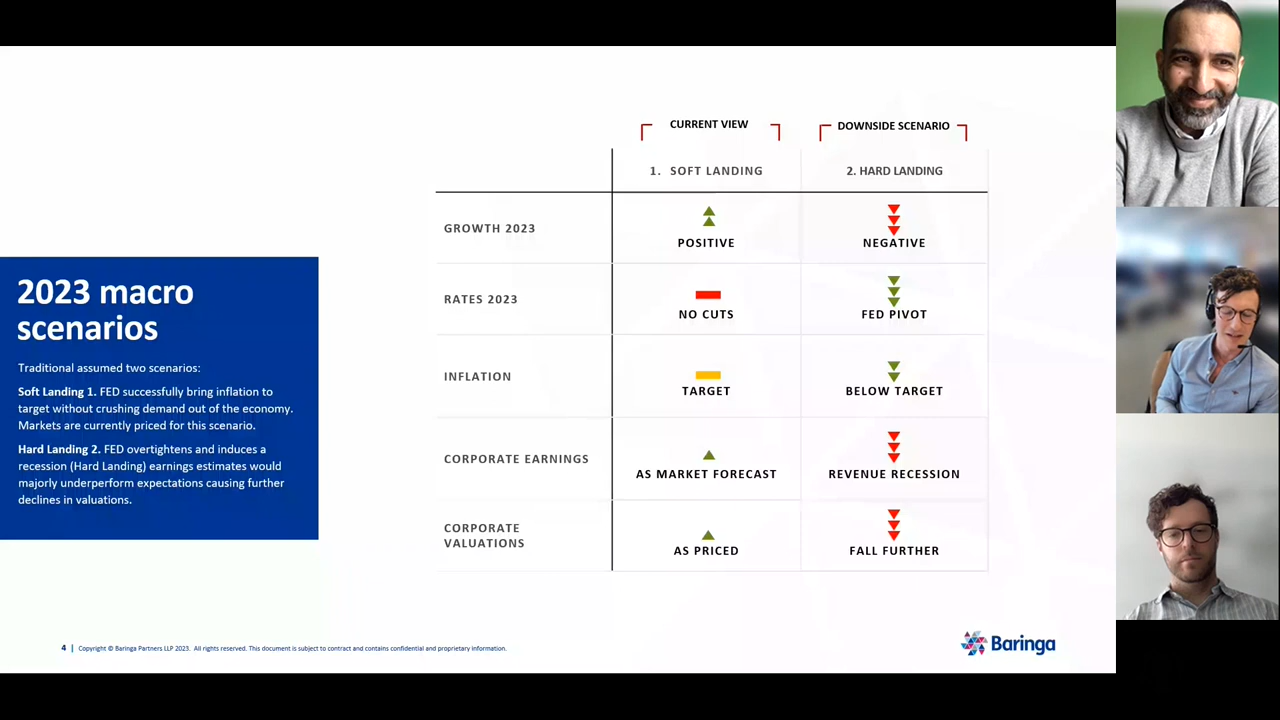 CURRENT VIEW
DOWNSIDE SCENARIO
1. SOFT LANDING
2. HARD LANDING
GROWTH 2023
POSITIVE
NEGATIVE
RATES 2023
NO CUTS
FED PIVOT
INFLATION
TARGET
BELOW TARGET
CORPORATE EARNINGS
AS MARKET FORECAST
REVENUE RECESSION
CORPORATE
VALUATIONS
AS PRICED
FALL FURTHER
2023 macro
scenarios
Traditional assumed two scenarios:
Soft Landing 1. FED successfully bring inflation to
target without crushing demand out of the economy.
Markets are currently priced for this scenario.
Hard Landing 2. FED overtightens and induces a
recession (Hard Landing) earnings estimates would
majorly underperform expectations causing further
declines in valuations.
4 | Copyright © Baringa Partners LLP 2023. All rights reserved. This document is subject to contract and contains confidential and proprietary information.
Baringa